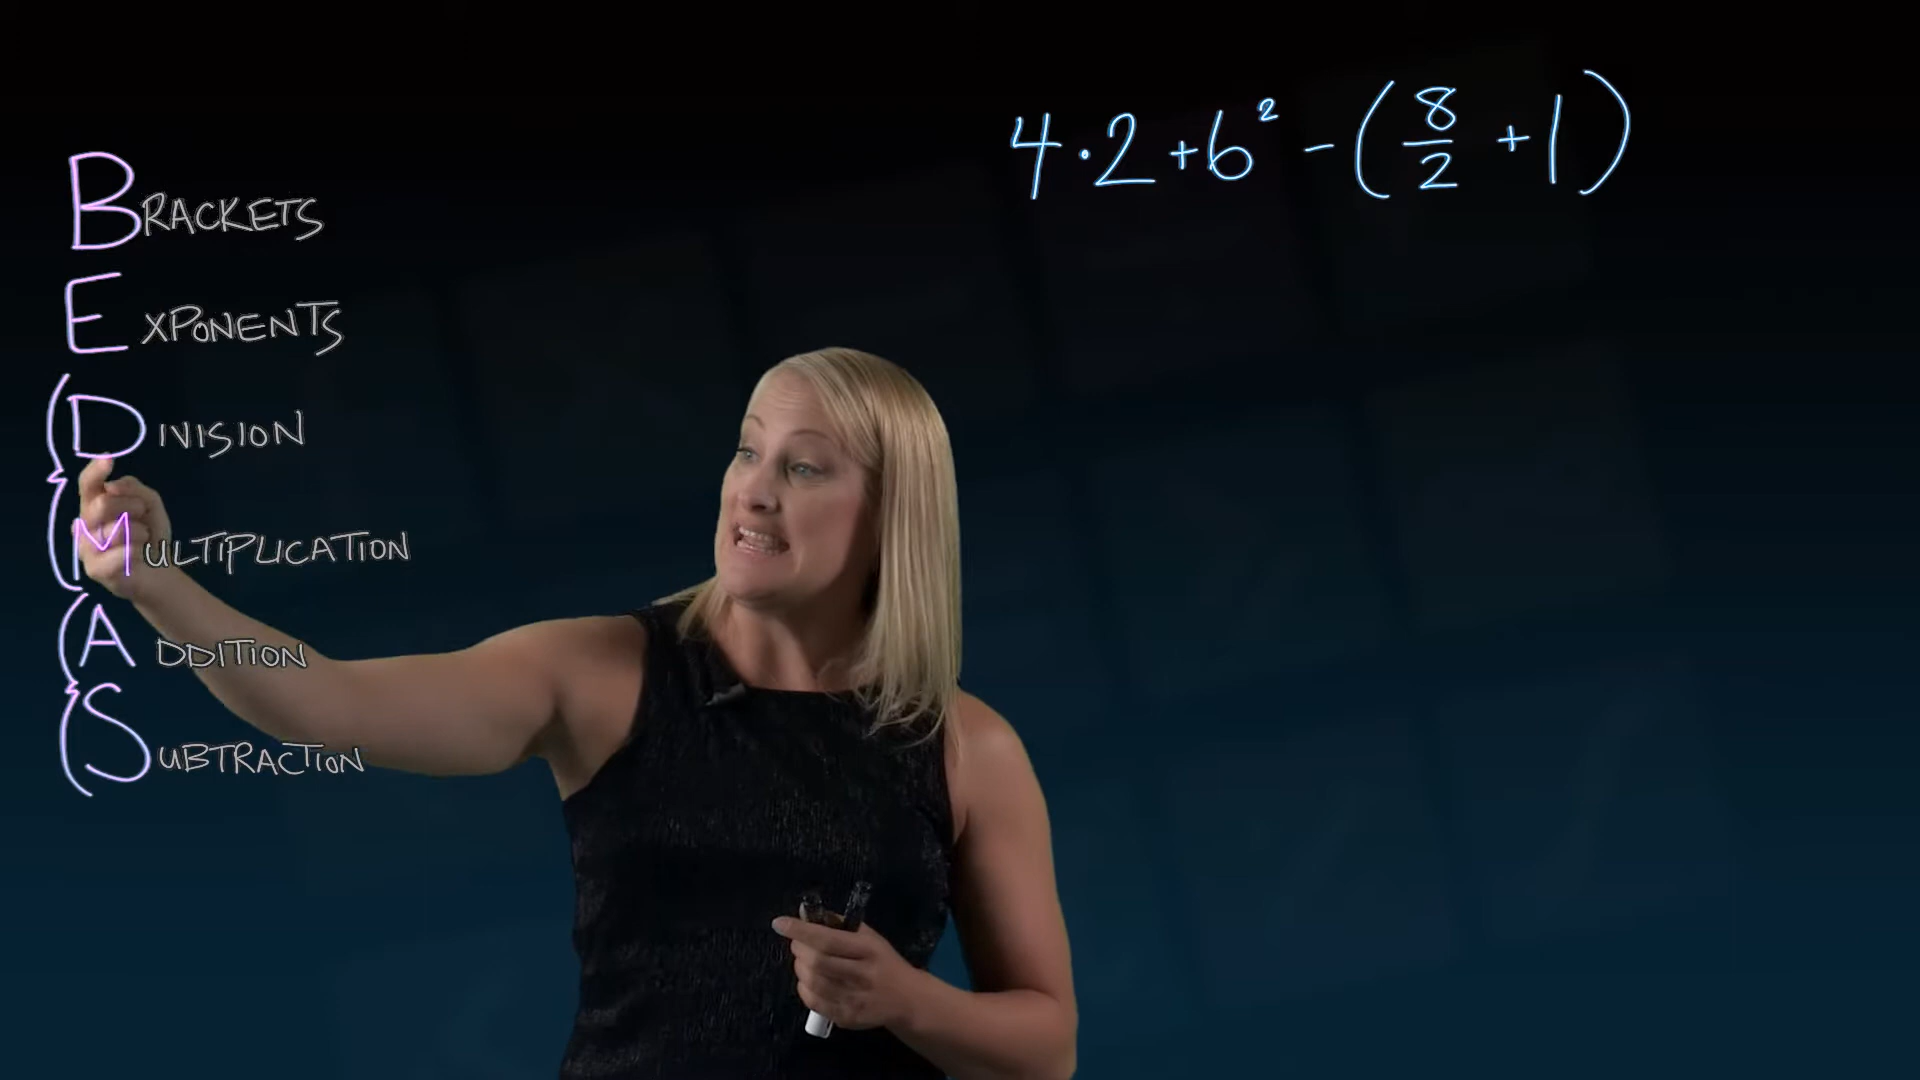 4 · 2 + 6² - (8/2 + 1)
BRACKETS
EXPONENTS
DIVISION
MULTIPLICATION
ADDITION
SUBTRACTION